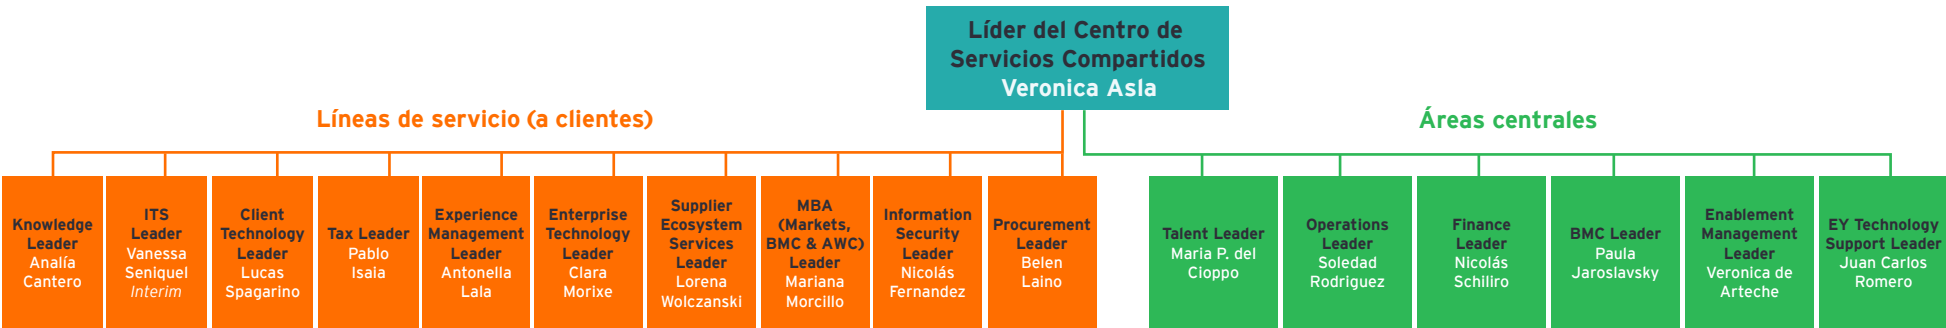 Líder del Centro de
Servicios Compartidos
Veronica Asla
Líneas de servicio (a clientes)
Áreas centrales
Knowledge
Leader
Analía
Cantero
ITS
Leader
Vanessa
Seniquel
Interim
Client
Technology
Leader
Lucas
Spagarino
Tax Leader
Pablo
Isaia
Experience
Management
Leader
Antonella
Lala
Enterprise
Technology
Leader
Clara
Morixe
Supplier
Ecosystem
Services
Leader
Lorena
Wolczanski
MBA
(Markets,
BMC & AWC)
Leader
Mariana
Morcillo
Information
Security
Leader
Nicolás
Fernandez
Procurement
Leader
Belen
Laino
Talent Leader
Maria P. del
Cioppo
Operations
Leader
Soledad
Rodriguez
Finance
Leader
Nicolás
Schiliro
BMC Leader
Paula
Jaroslavsky
Enablement
Management
Leader
Veronica de
Arteche
EY Technology
Support Leader
Juan Carlos
Romero